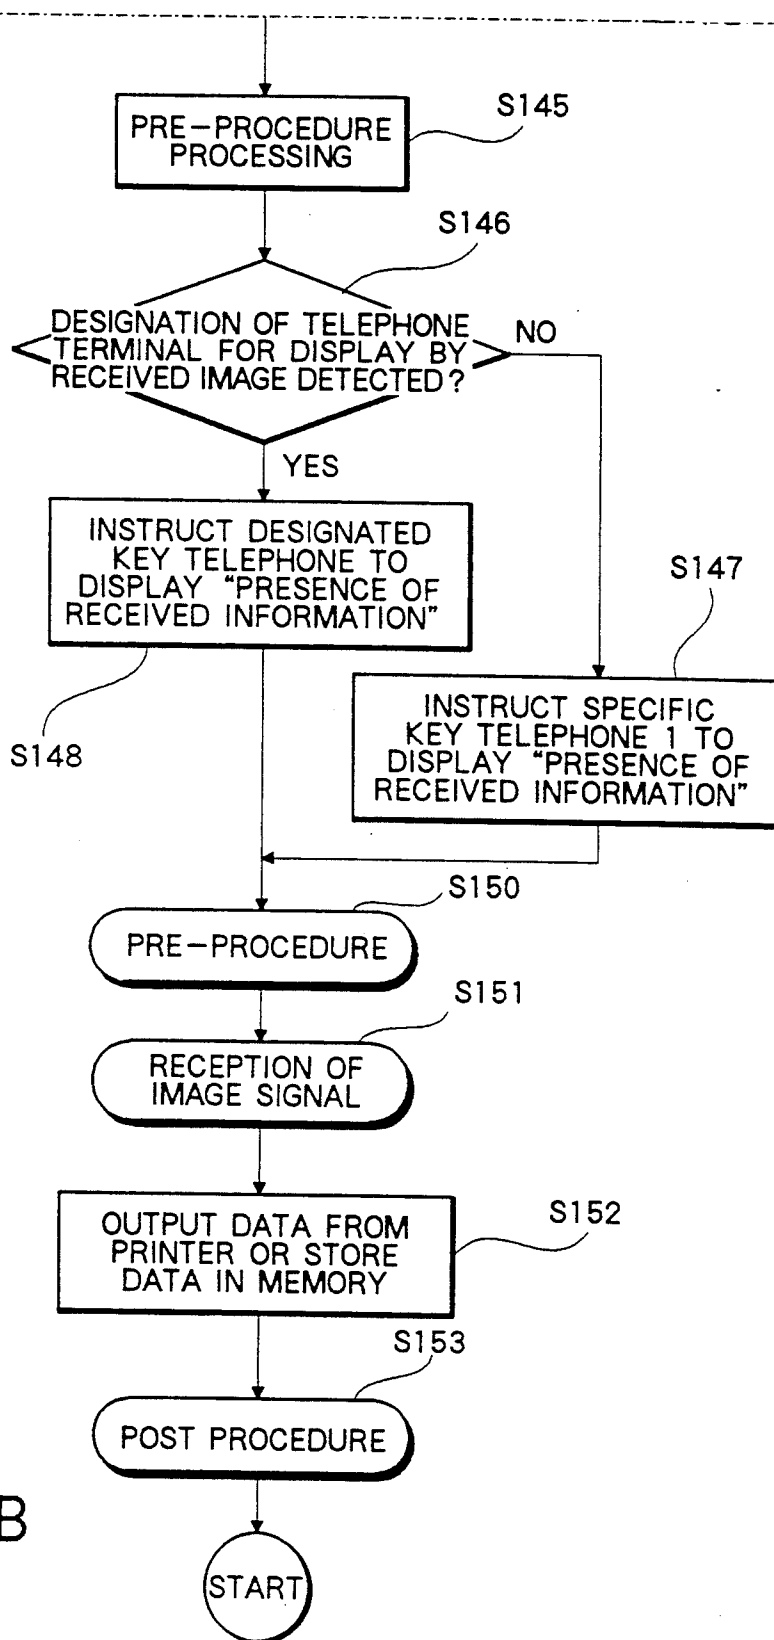 S145
PRE-PROCEDURE
PROCESSING
S146
DESIGNATION OF TELEPHONE
TERMINAL FOR DISPLAY BY
RECEIVED IMAGE DETECTED?
NO
YES
INSTRUCT DESIGNATED
KEY TELEPHONE TO
DISPLAY "PRESENCE OF
RECEIVED INFORMATION"
S148
S147
INSTRUCT SPECIFIC
KEY TELEPHONE 1 TO
DISPLAY "PRESENCE OF
RECEIVED INFORMATION"
S150
PRE-PROCEDURE
S151
RECEPTION OF
IMAGE SIGNAL
S152
OUTPUT DATA FROM
PRINTER OR STORE
DATA IN MEMORY
S153
POST PROCEDURE
B
START